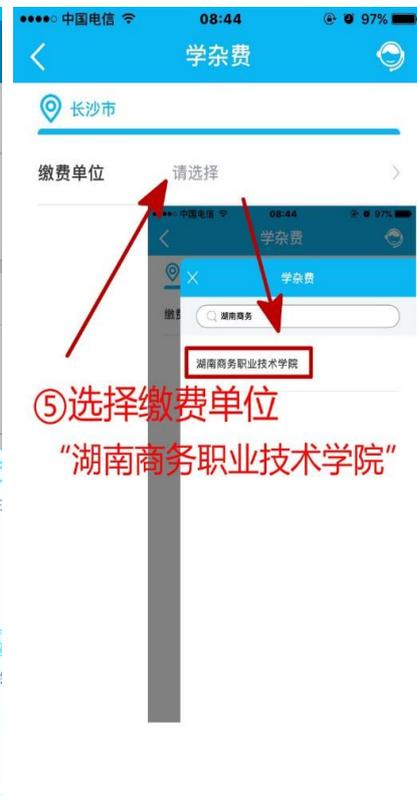 中国电信 08:44 97%
学杂费
长沙市
缴费单位 请选择
中国电信 08:44 97%
学杂费
缴费
学杂费
湖南商务
湖南商务职业技术学院
⑤选择缴费单位
“湖南商务职业技术学院”